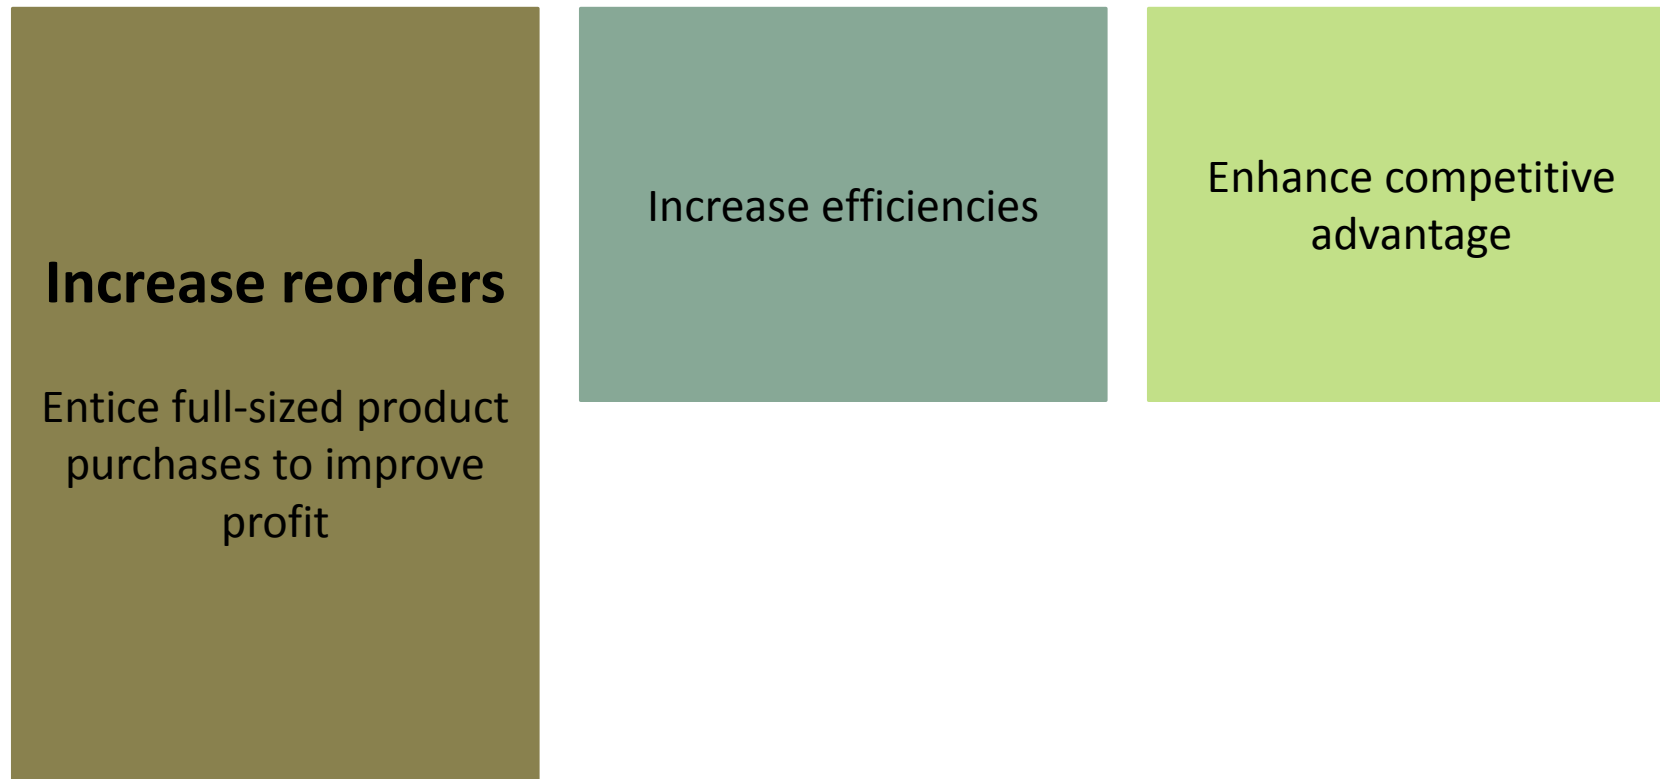 Increase reorders
Entice full-sized product
purchases to improve
profit
Increase efficiencies
Enhance competitive
advantage